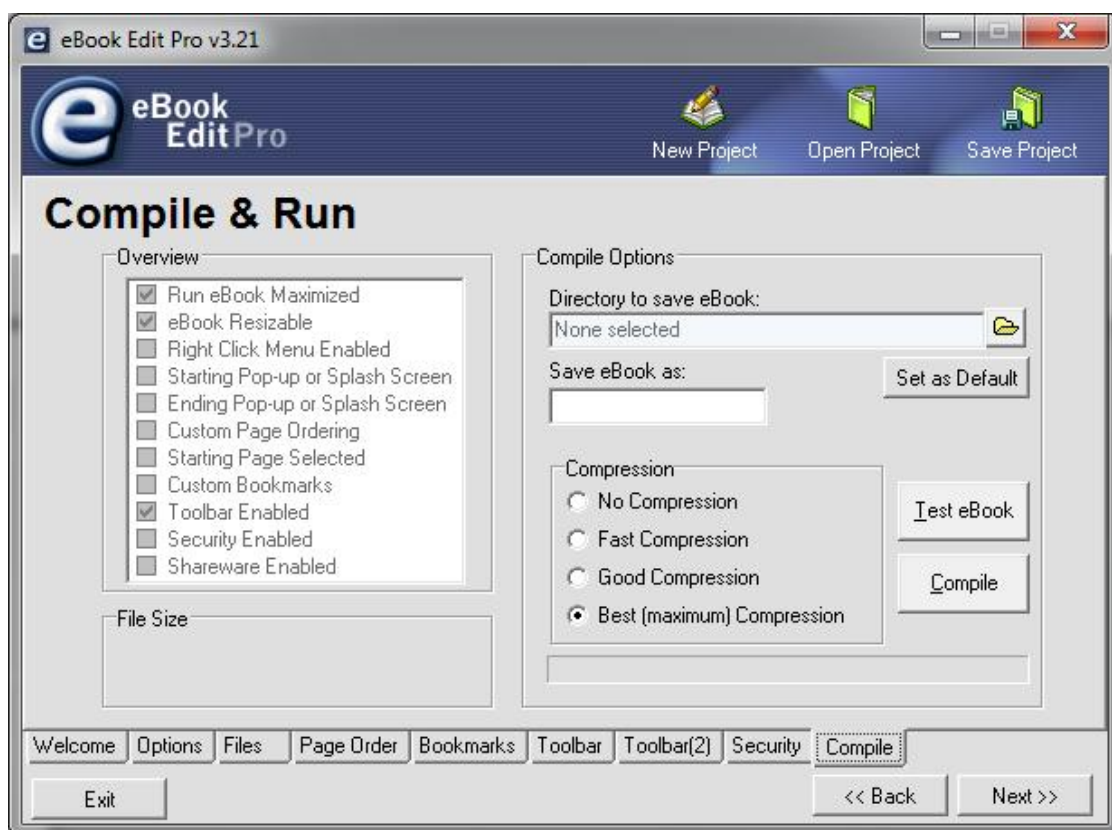 eBook Edit Pro v3.21
eBook
Edit Pro
New Project
Open Project
Save Project
Compile & Run
Overview
Run eBook Maximized
eBook Resizable
Right Click Menu Enabled
Starting Pop-up or Splash Screen
Ending Pop-up or Splash Screen
Custom Page Ordering
Starting Page Selected
Custom Bookmarks
Toolbar Enabled
Security Enabled
Shareware Enabled
File Size
Compile Options
Directory to save eBook:
None selected
Save eBook as:
Set as Default
Compression
No Compression
Fast Compression
Good Compression
Best (maximum) Compression
Test eBook
Compile
Welcome Options Files Page Order Bookmarks Toolbar Toolbar(2) Security Compile
Exit << Back Next >>